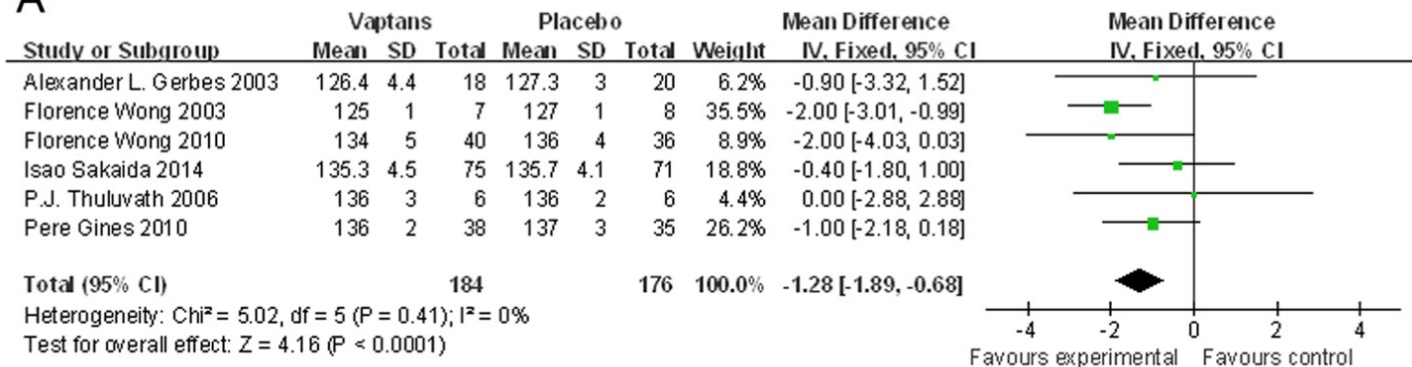 A
Vaptans Placebo Mean Difference Mean Difference
Study or Subgroup Mean SD Total Mean SD Total Weight IV, Fixed, 95% CI IV, Fixed, 95% CI
Alexander L. Gerbes 2003 126.4 4.4 18 127.3 3 20 6.2% -0.90 [-3.32, 1.52]
Florence Wong 2003 125 1 7 127 1 8 35.5% -2.00 [-3.01, -0.99]
Florence Wong 2010 134 5 40 136 4 36 8.9% -2.00 [-4.03, 0.03]
Isao Sakaida 2014 135.3 4.5 75 135.7 4.1 71 18.8% -0.40 [-1.80, 1.00]
P.J. Thuluvath 2006 136 3 6 136 2 6 4.4% 0.00 [-2.88, 2.88]
Pere Gines 2010 136 2 38 137 3 35 26.2% -1.00 [-2.18, 0.18]
Total (95% CI) 184 176 100.0% -1.28 [-1.89, -0.68]
Heterogeneity: Chi² = 5.02, df = 5 (P = 0.41); I² = 0%
Test for overall effect: Z = 4.16 (P < 0.0001)
-4 -2 0 2 4
Favours experimental Favours control